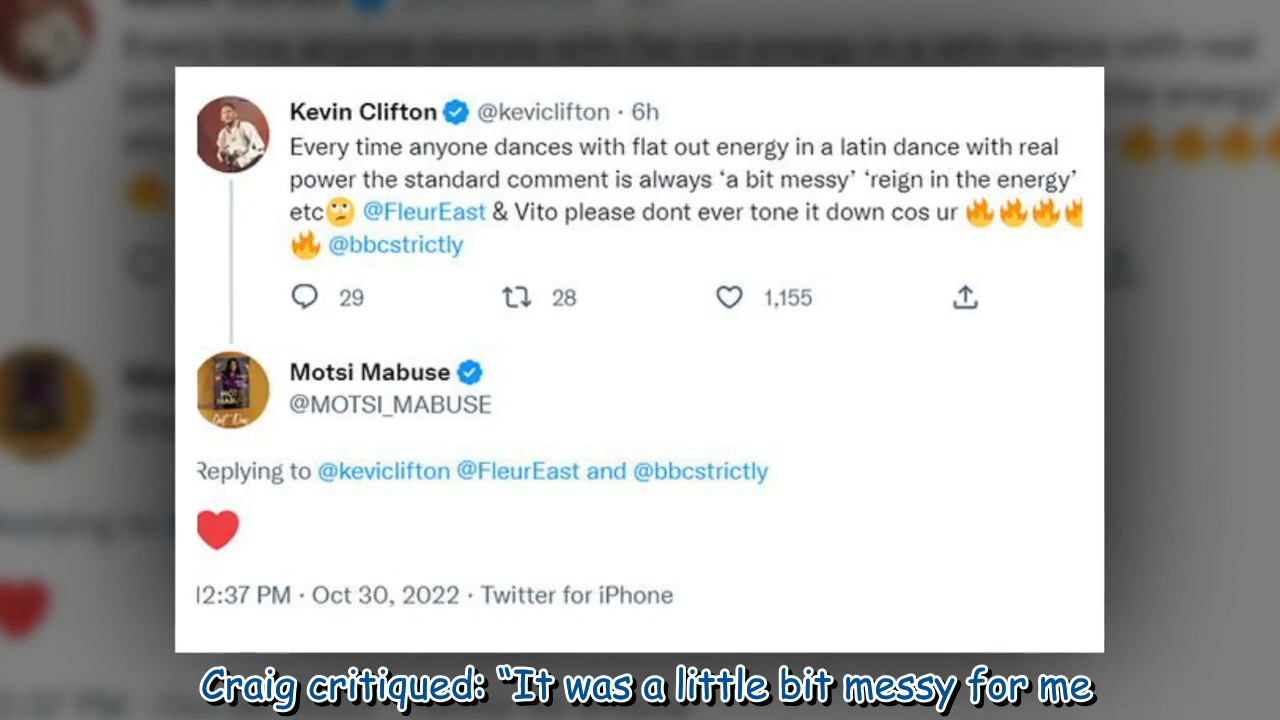 Kevin Clifton @keviclifton · 6h
Every time anyone dances with flat out energy in a latin dance with real
power the standard comment is always ‘a bit messy’ ‘reign in the energy’
etc🙄 @FleurEast & Vito please dont ever tone it down cos ur 🔥🔥🔥🔥
🔥 @bbcstrictly
29 28 1,155
Motsi Mabuse
@MOTSI_MABUSE
Replying to @keviclifton @FleurEast and @bbcstrictly
❤️
12:37 PM · Oct 30, 2022 · Twitter for iPhone
Craig critiqued: “It was a little bit messy for me